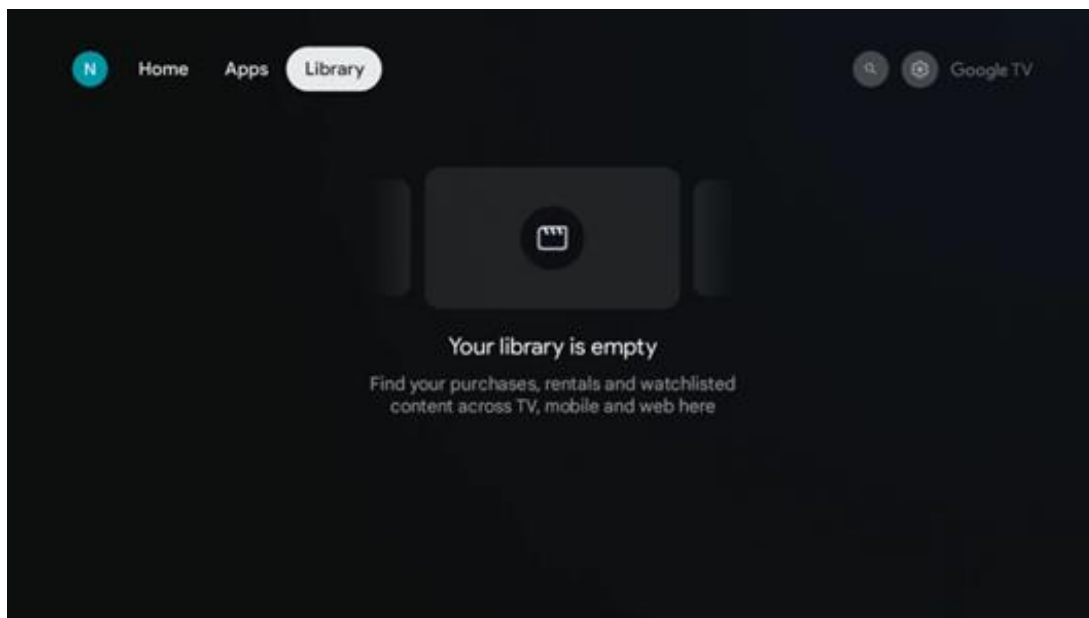 N Home Apps Library Google TV
Your library is empty
Find your purchases, rentals and watchlisted
content across TV, mobile and web here